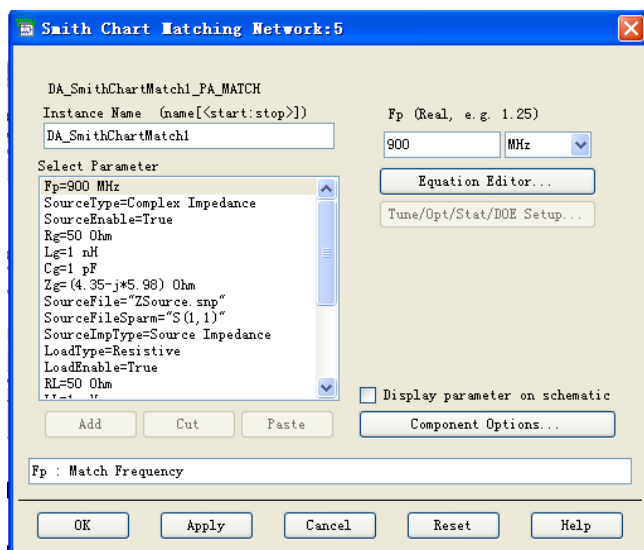 Smith Chart Matching Network:5
DA_SmithChartMatch1_PA_MATCH
Instance Name (name[<start:stop>])
DA_SmithChartMatch1
Select Parameter
Fp=900 MHz
SourceType=Complex Impedance
SourceEnable=True
Rg=50 Ohm
Lg=1 nH
Cg=1 pF
Zg=(4.35-j*5.98) Ohm
SourceFile="ZSource.snp"
SourceFileSparm="S(1,1)"
SourceImpType=Source Impedance
LoadType=Resistive
LoadEnable=True
RL=50 Ohm
Add
Cut
Paste
Fp (Real, e.g. 1.25)
900
MHz
Equation Editor...
Tune/Opt/Stat/DOE Setup...
Display parameter on schematic
Component Options...
Fp : Match Frequency
OK
Apply
Cancel
Reset
Help